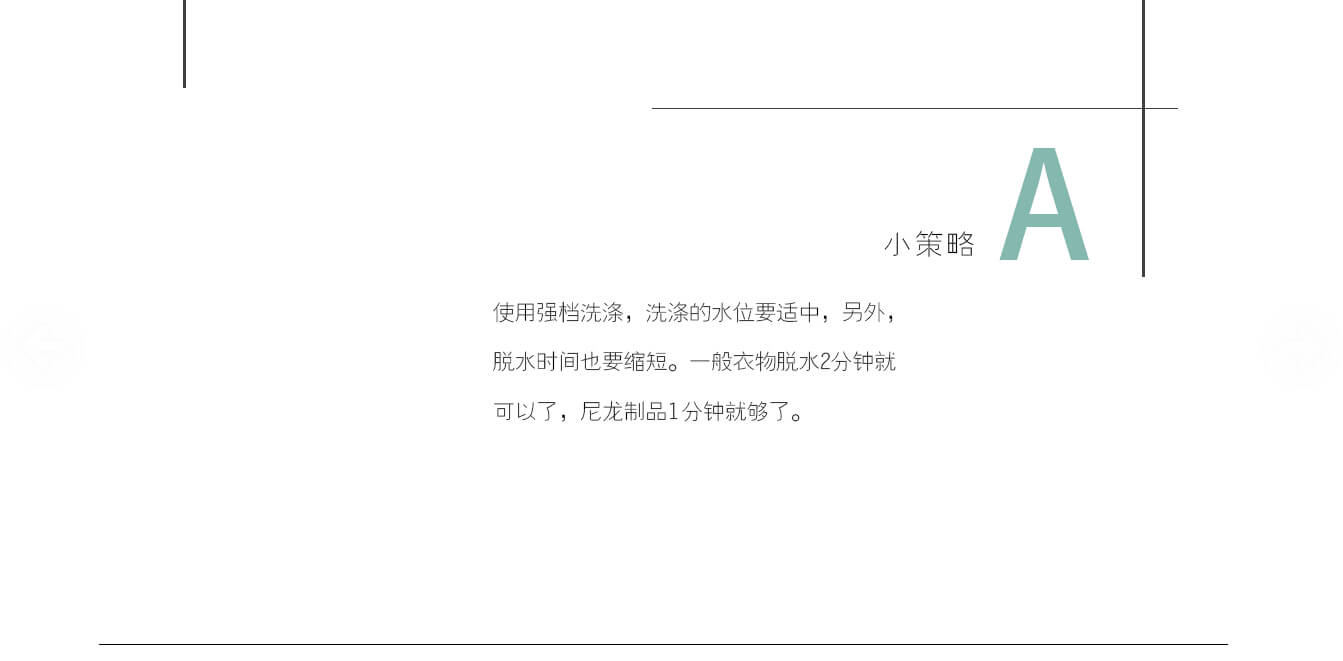 小策略 A
使用强档洗涤，洗涤的水位要适中，另外，
脱水时间也要缩短。一般衣物脱水2分钟就
可以了，尼龙制品1分钟就够了。